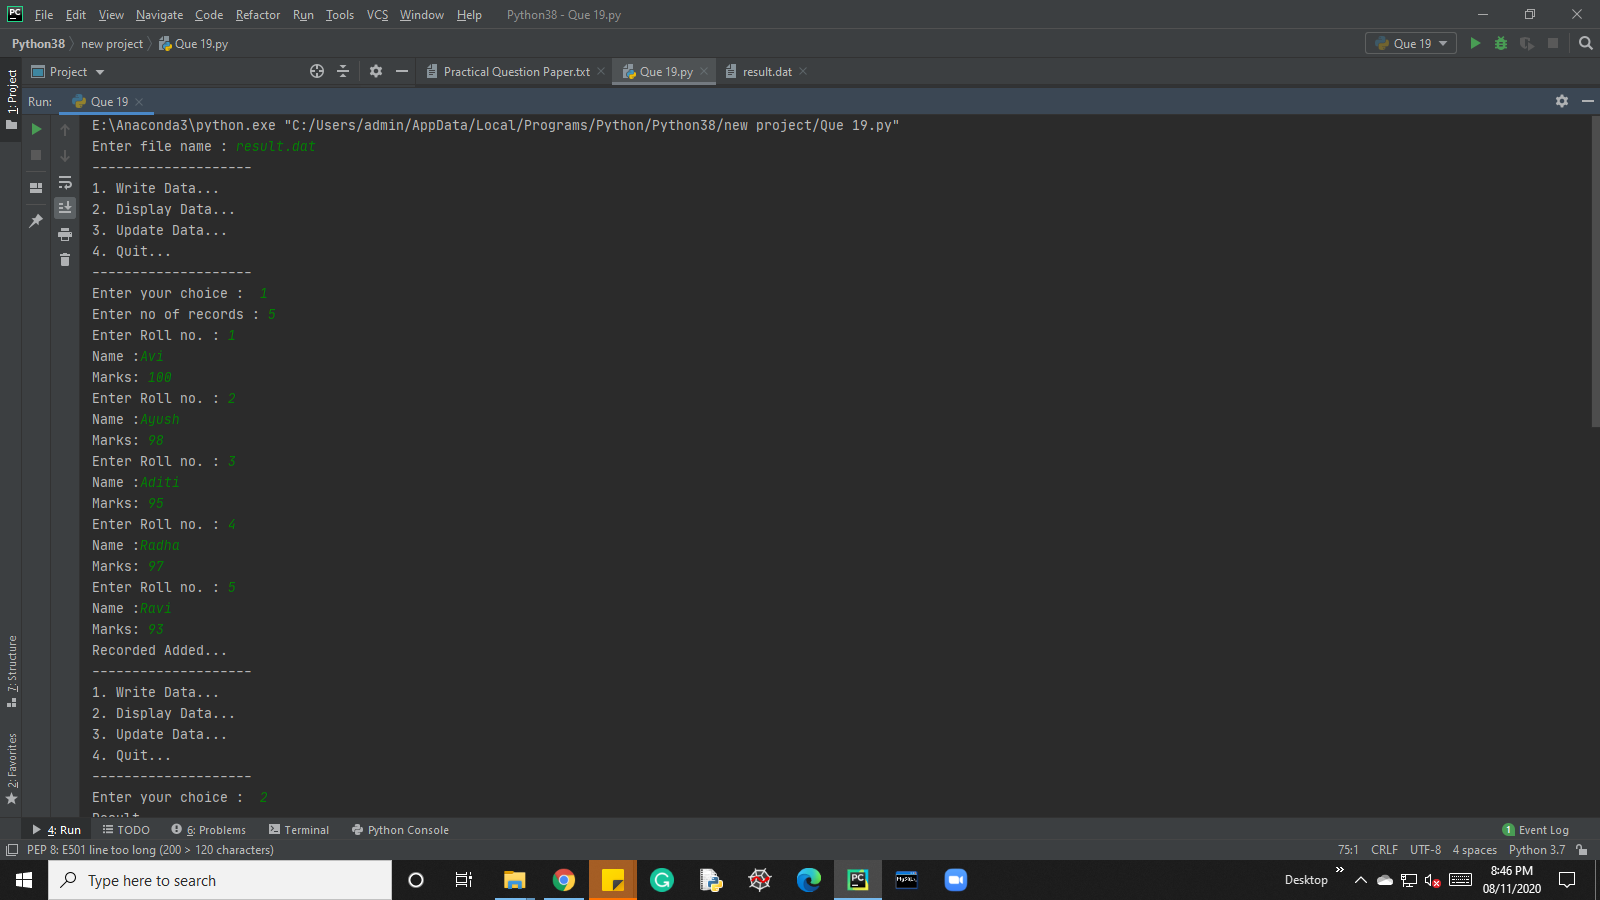 File Edit View Navigate Code Refactor Run Tools VCS Window Help Python38 - Que 19.py
Python38 new project Que 19.py Que 19
1: Project Project Practical Question Paper.txt Que 19.py result.dat
Run: Que 19
E:\Anaconda3\python.exe "C:/Users/admin/AppData/Local/Programs/Python/Python38/new project/Que 19.py"
Enter file name : result.dat
--------------------
1. Write Data...
2. Display Data...
3. Update Data...
4. Quit...
--------------------
Enter your choice :  1
Enter no of records : 5
Enter Roll no. : 1
Name :Avi
Marks: 100
Enter Roll no. : 2
Name :Ayush
Marks: 98
Enter Roll no. : 3
Name :Aditi
Marks: 95
Enter Roll no. : 4
Name :Radha
Marks: 97
Enter Roll no. : 5
Name :Ravi
Marks: 93
Recorded Added...
--------------------
1. Write Data...
2. Display Data...
3. Update Data...
4. Quit...
--------------------
Enter your choice :  2
Result
7: Structure
2: Favorites
4: Run TODO 6: Problems Terminal Python Console 1 Event Log
PEP 8: E501 line too long (200 > 120 characters) 75:1 CRLF UTF-8 4 spaces Python 3.7
Type here to search Desktop 8:46 PM
08/11/2020